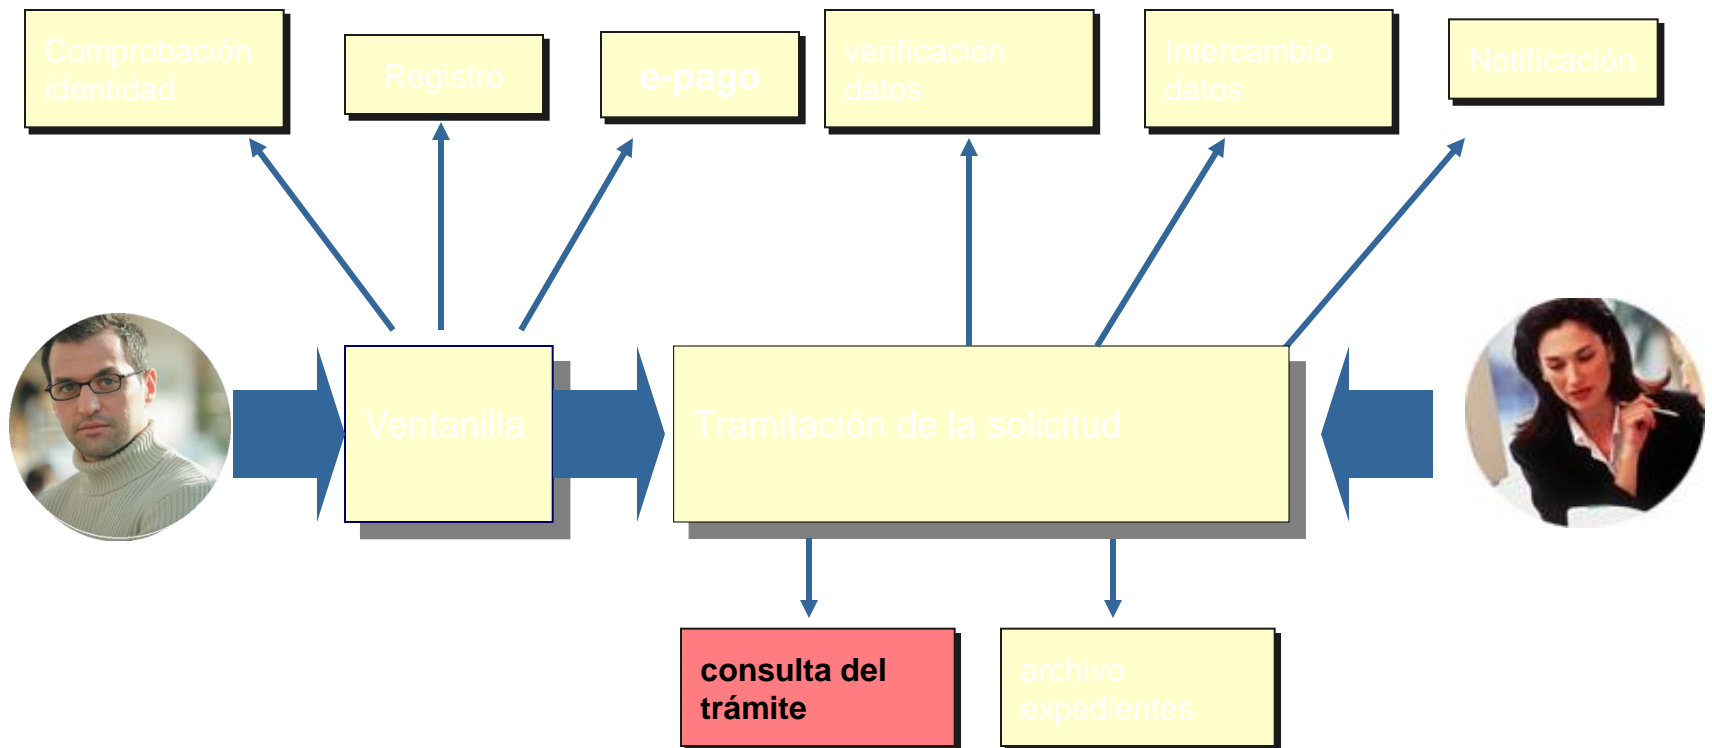 Comprobación
identidad
Registro
e-pago
verificación
datos
Intercambio
datos
Notificación
Ventanilla
Tramitación de la solicitud
consulta del
trámite
archivo
expedientes